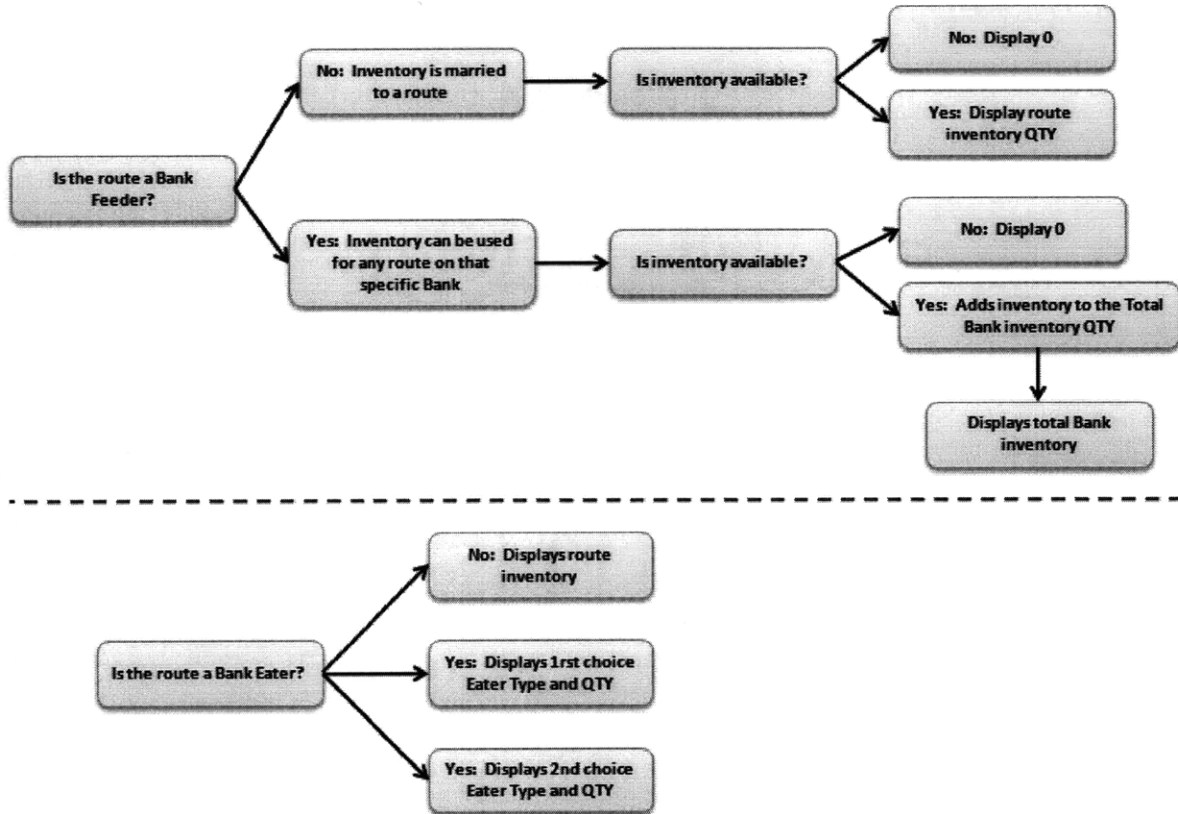 No: Display 0
No: Inventory is married
to a route
Is inventory available?
Yes: Display route
inventory QTY
Is the route a Bank
Feeder?
Yes: Inventory can be used
for any route on that
specific Bank
Is inventory available?
No: Display 0
Yes: Adds inventory to the Total
Bank inventory QTY
Displays total Bank
inventory
No: Displays route
inventory
Is the route a Bank Eater?
Yes: Displays 1rst choice
Eater Type and QTY
Yes: Displays 2nd choice
Eater Type and QTY